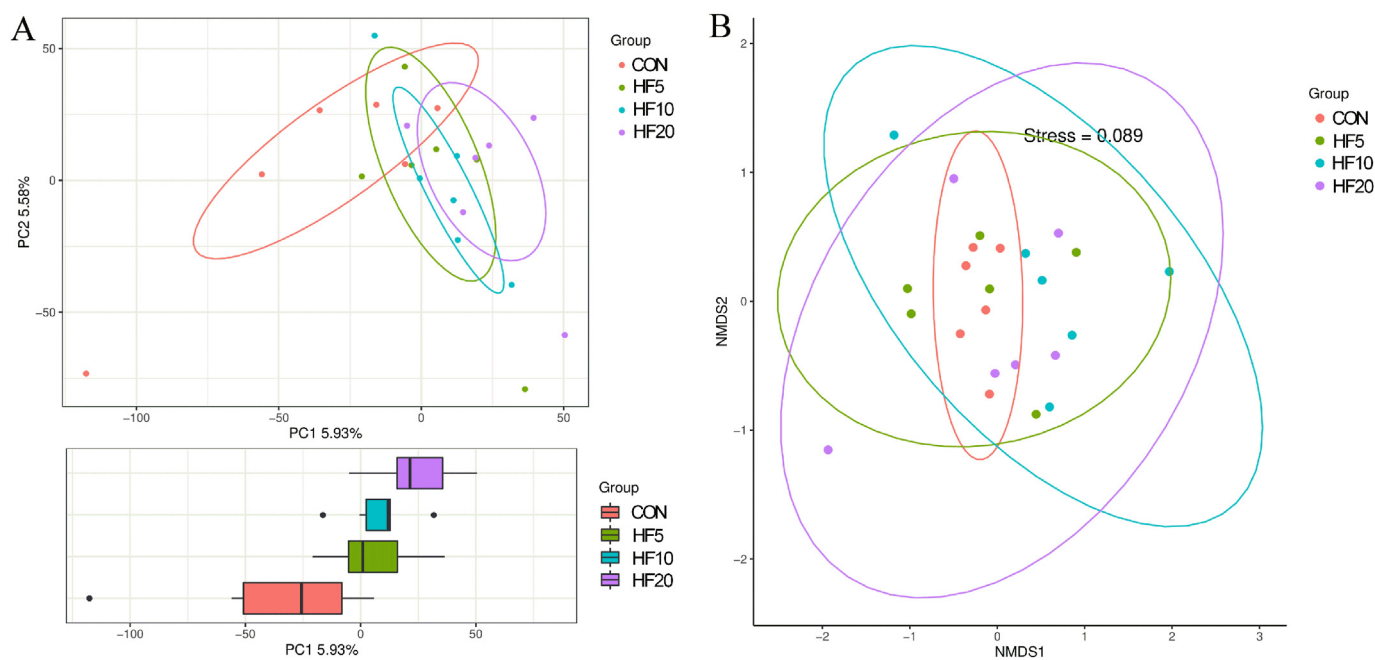 A
50
0
−50
PC2 5.58%
−100
−50
0
50
PC1 5.93%
Group
CON
HF5
HF10
HF20
−100
−50
0
50
PC1 5.93%
Group
CON
HF5
HF10
HF20
B
2
1
0
−1
−2
NMDS2
Stress = 0.089
−2
−1
0
1
2
3
NMDS1
Group
CON
HF5
HF10
HF20